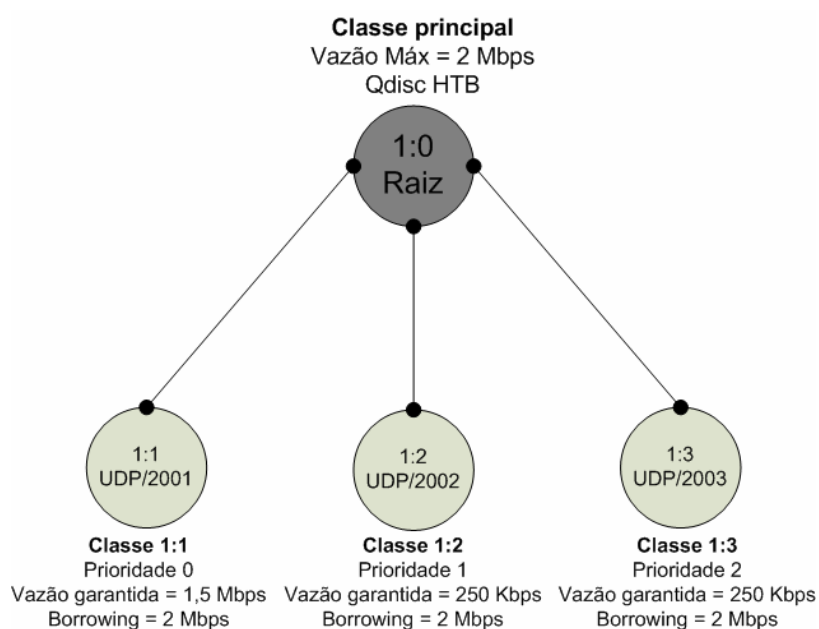 Classe principal
Vazão Máx = 2 Mbps
Qdisc HTB
1:0
Raiz
1:1
UDP/2001
1:2
UDP/2002
1:3
UDP/2003
Classe 1:1
Prioridade 0
Vazão garantida = 1,5 Mbps
Borrowing = 2 Mbps
Classe 1:2
Prioridade 1
Vazão garantida = 250 Kbps
Borrowing = 2 Mbps
Classe 1:3
Prioridade 2
Vazão garantida = 250 Kbps
Borrowing = 2 Mbps